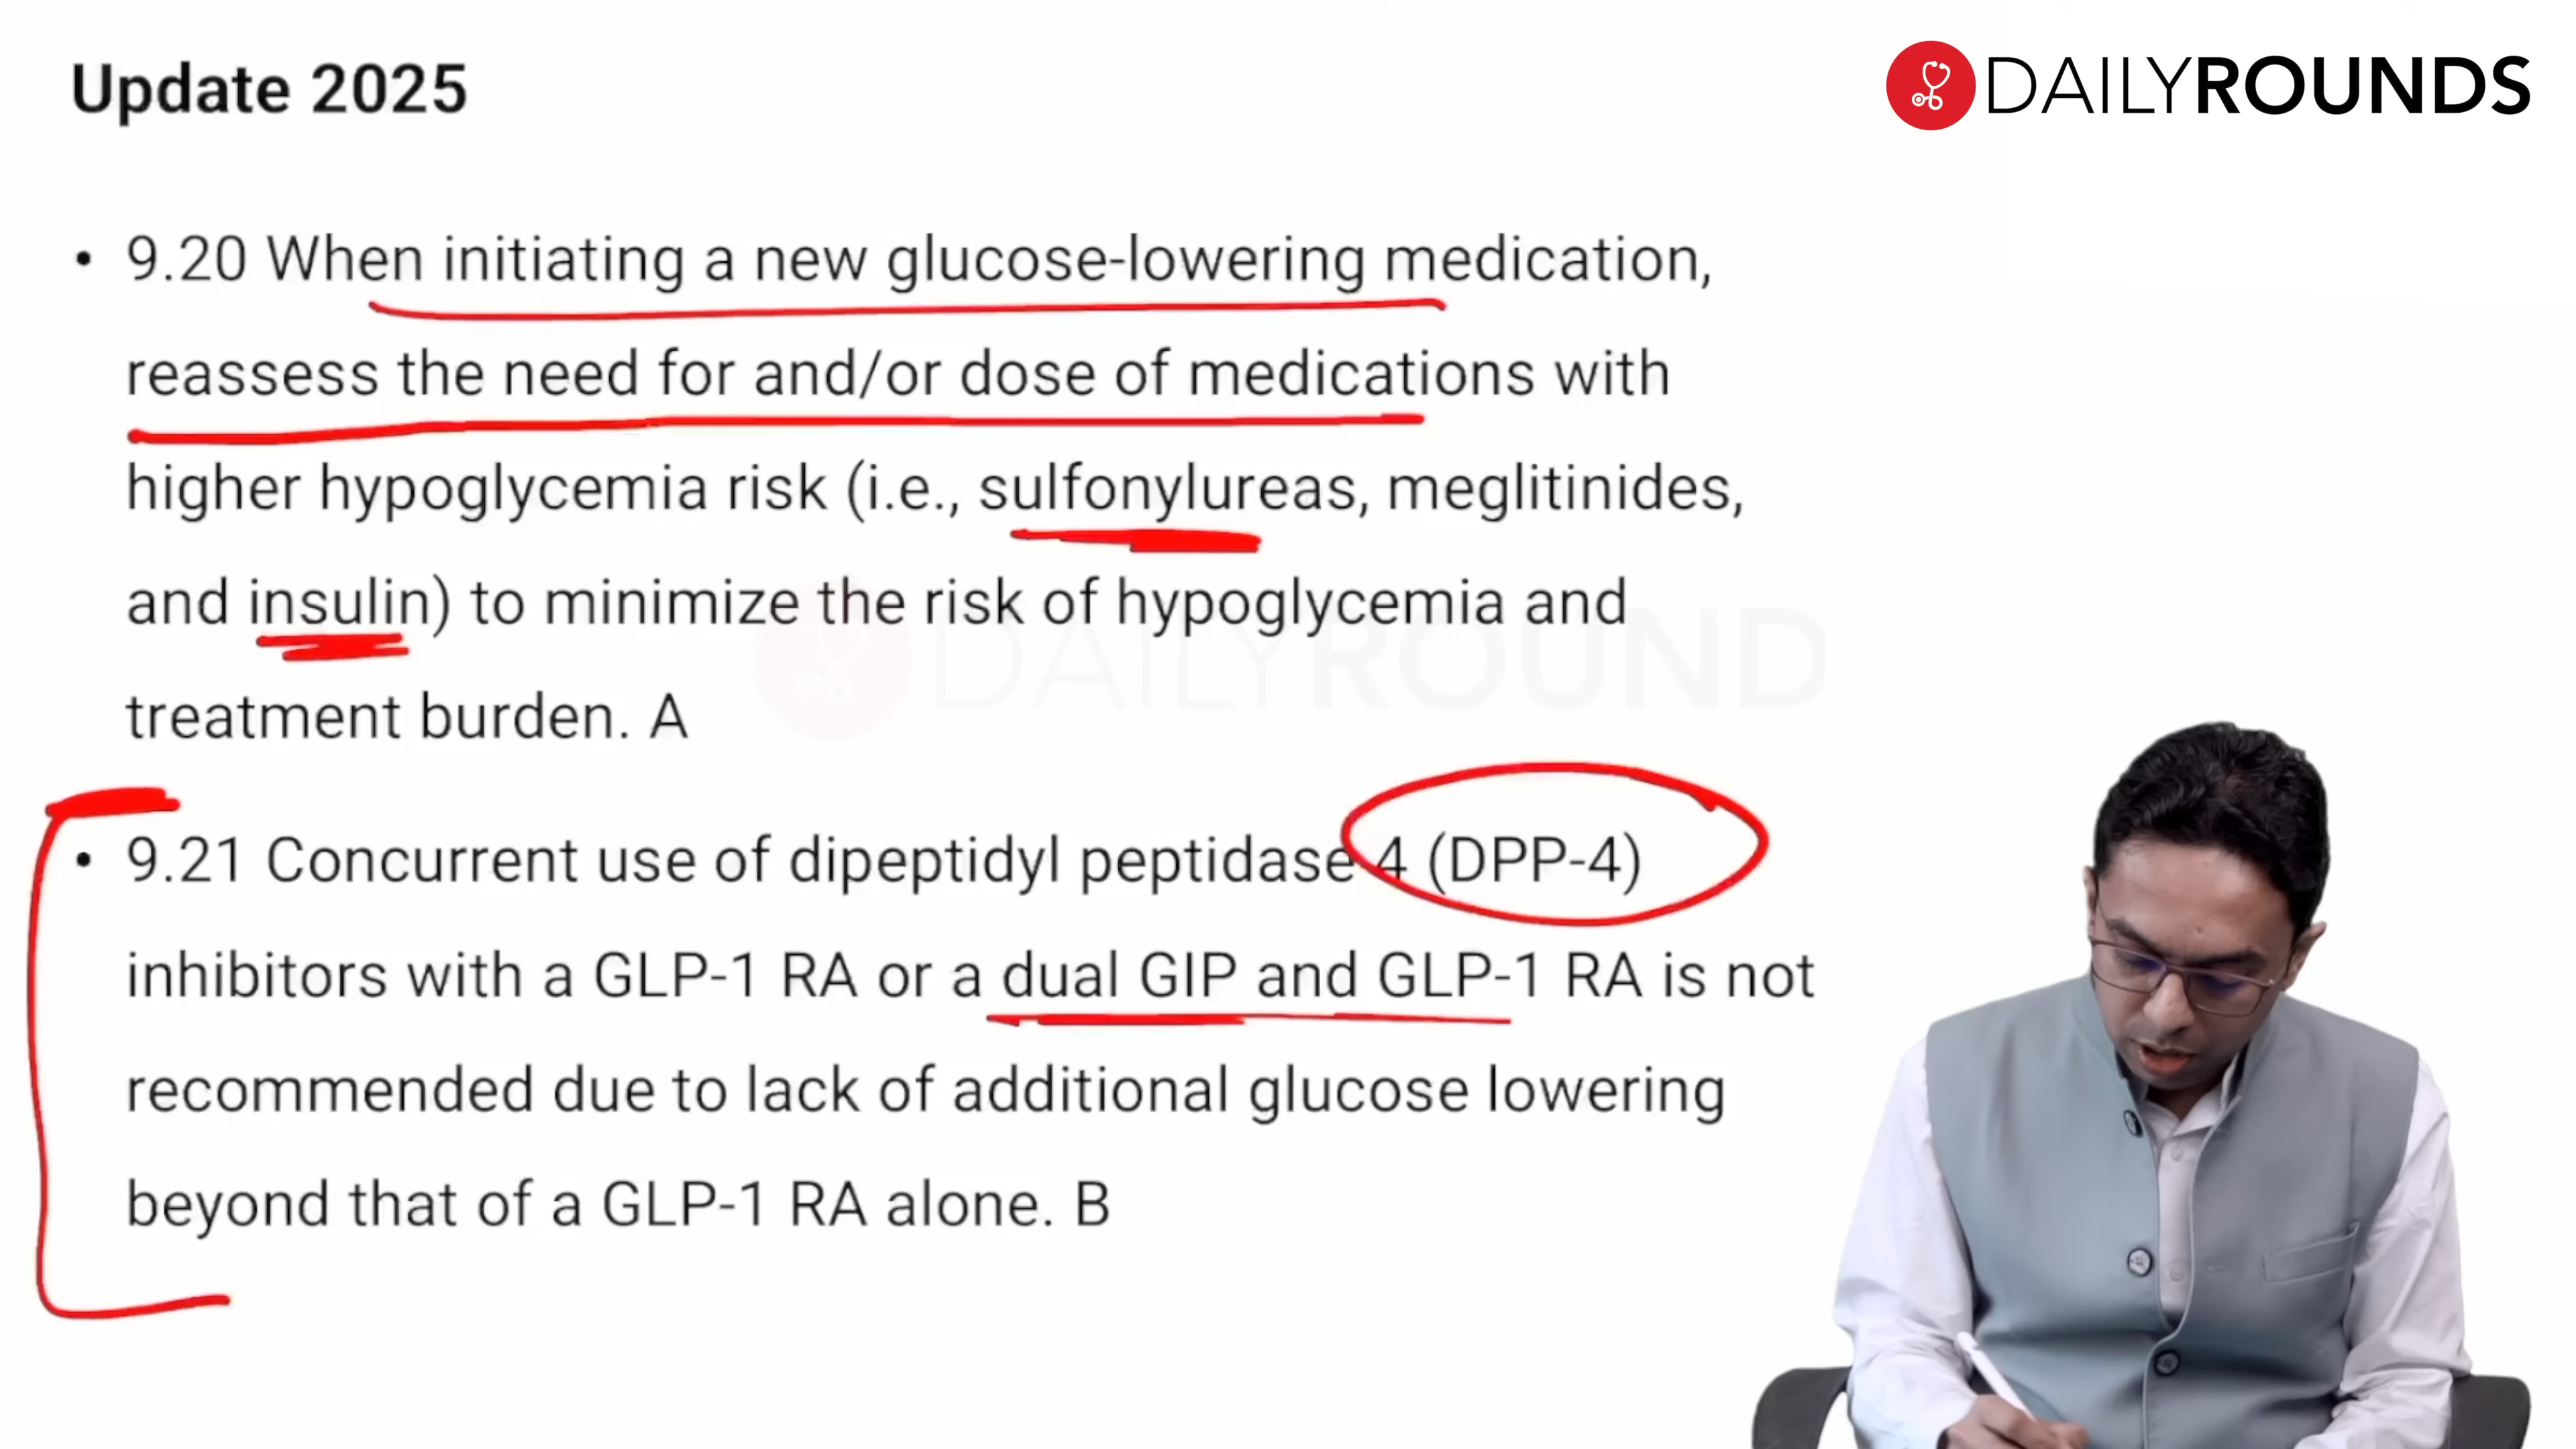 Update 2025
DAILYROUNDS
• 9.20 When initiating a new glucose-lowering medication,
reassess the need for and/or dose of medications with
higher hypoglycemia risk (i.e., sulfonylureas, meglitinides,
and insulin) to minimize the risk of hypoglycemia and
treatment burden. A
DAILYROUND
• 9.21 Concurrent use of dipeptidyl peptidase 4 (DPP-4)
inhibitors with a GLP-1 RA or a dual GIP and GLP-1 RA is not
recommended due to lack of additional glucose lowering
beyond that of a GLP-1 RA alone. B